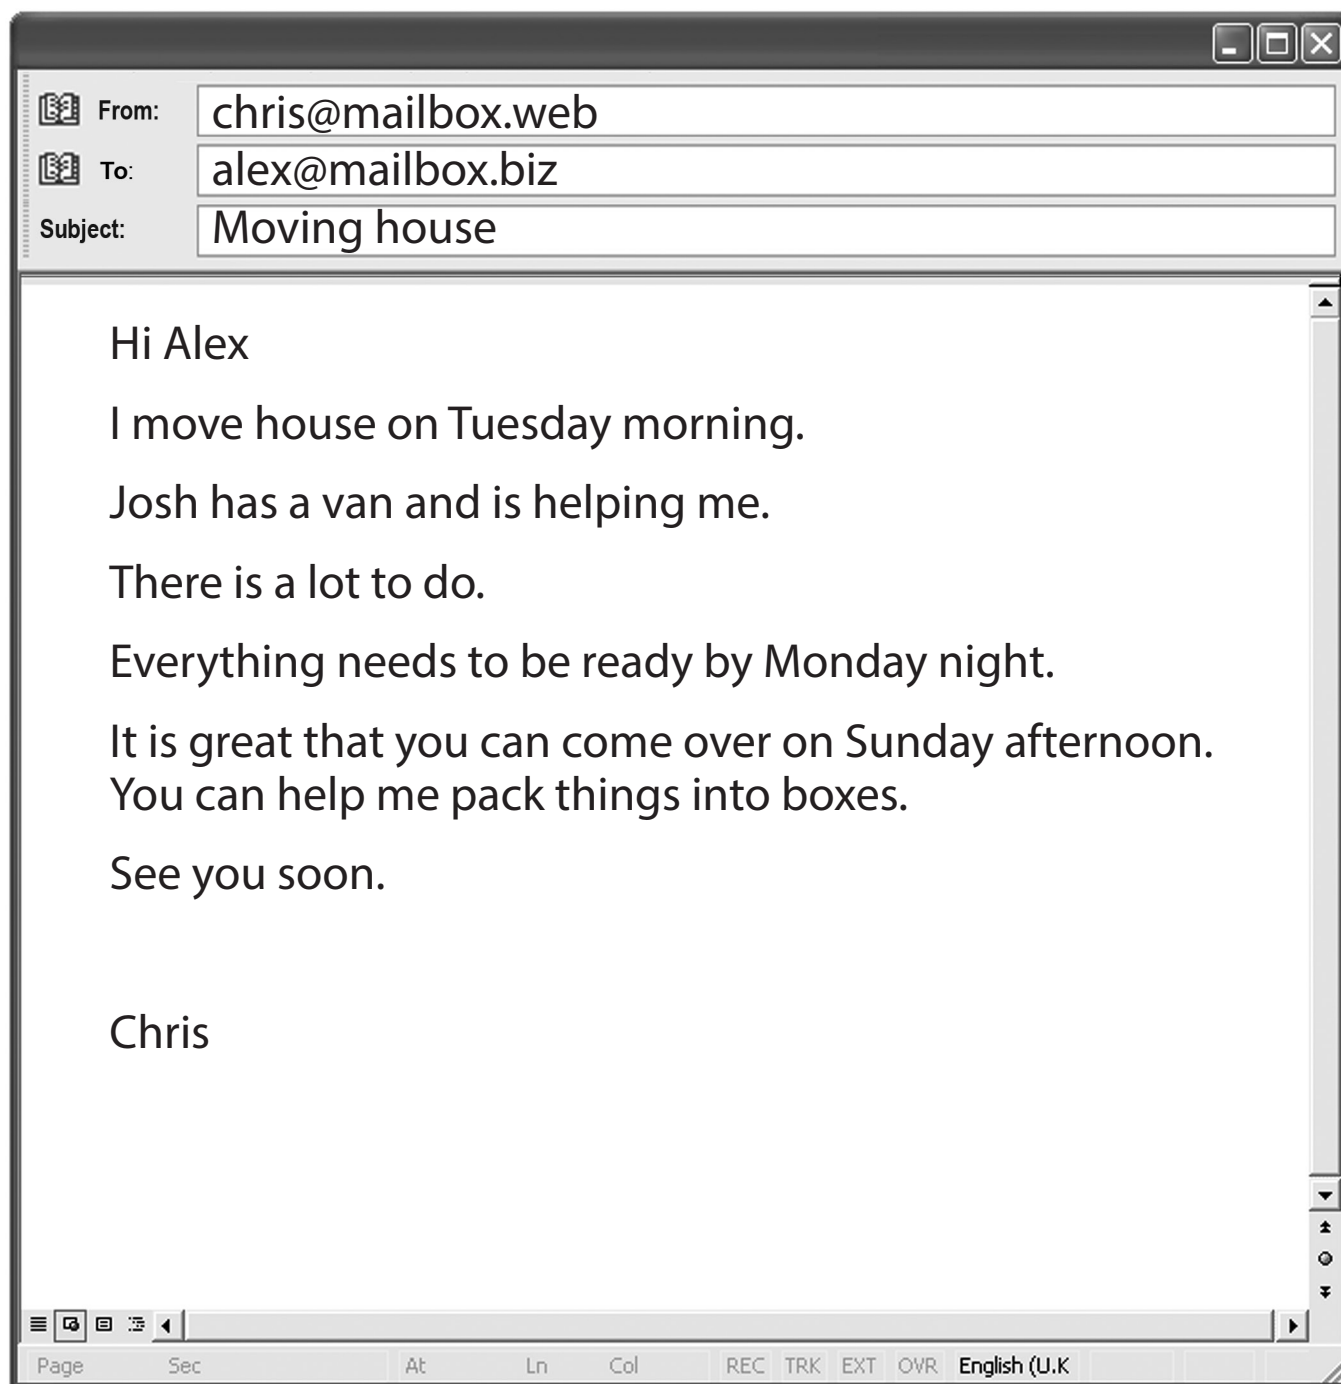 From: chris@mailbox.web
To: alex@mailbox.biz
Subject: Moving house
Hi Alex
I move house on Tuesday morning.
Josh has a van and is helping me.
There is a lot to do.
Everything needs to be ready by Monday night.
It is great that you can come over on Sunday afternoon.
You can help me pack things into boxes.
See you soon.
Chris
Page Sec At Ln Col REC TRK EXT OVR English (U.K